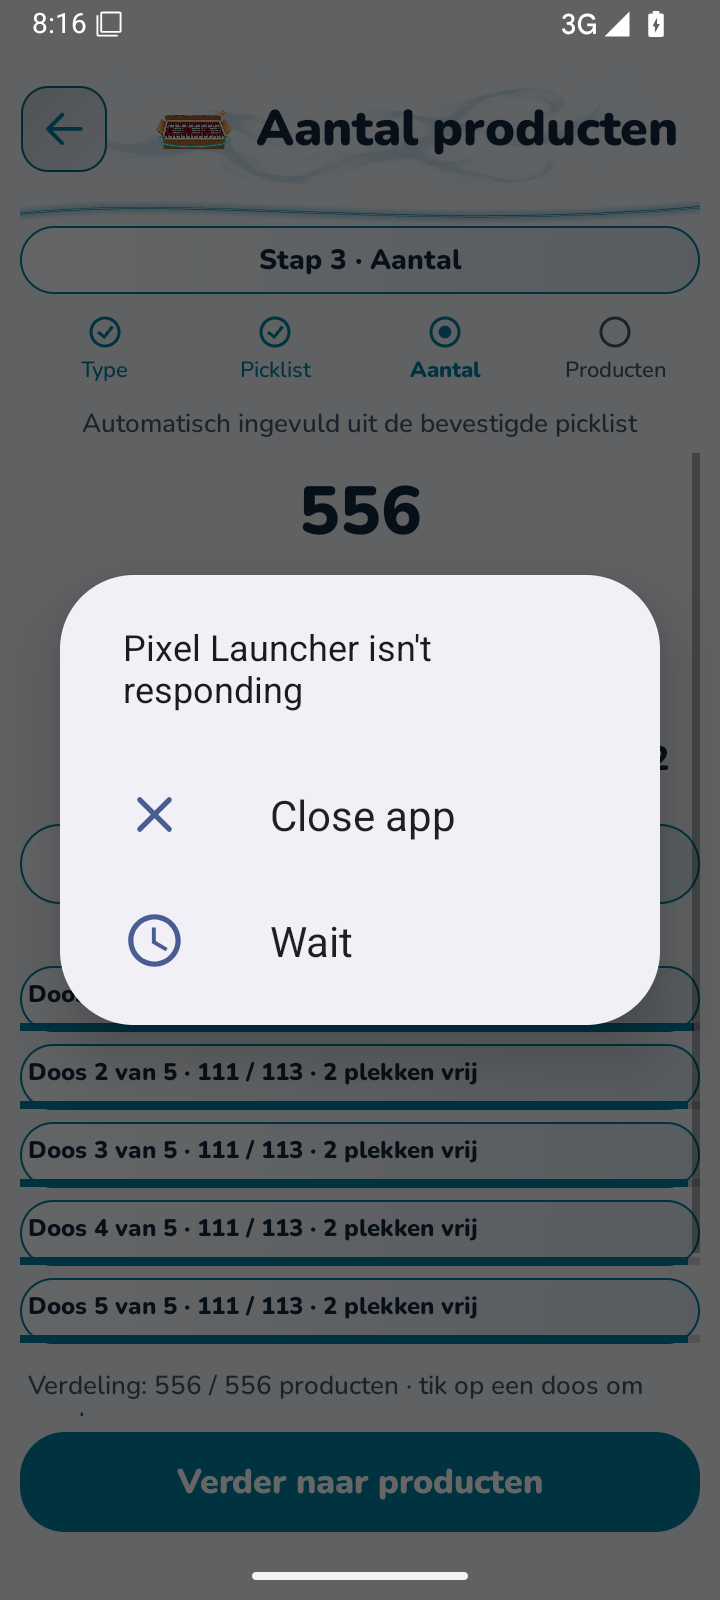 8:16
3G
Aantal producten
Stap 3 · Aantal
Type
Picklist
Aantal
Producten
Automatisch ingevuld uit de bevestigde picklist
556
Pixel Launcher isn't
responding
2
Close app
Wait
Doos
Doos 2 van 5 · 111 / 113 · 2 plekken vrij
Doos 3 van 5 · 111 / 113 · 2 plekken vrij
Doos 4 van 5 · 111 / 113 · 2 plekken vrij
Doos 5 van 5 · 111 / 113 · 2 plekken vrij
Verdeling: 556 / 556 producten · tik op een doos om
Verder naar producten